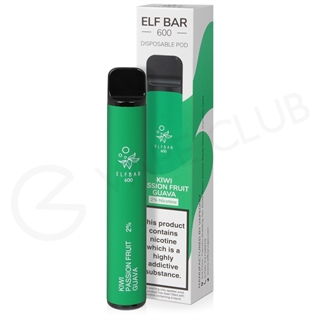 ELF BAR
600
DISPOSABLE POD
KIWI
PASSION FRUIT
GUAVA
2% Nicotine
This product
contains
nicotine
which is a
highly
addictive
substance.
ELFBAR
600
2%
KIWI
PASSION FRUIT
GUAVA
CLUB